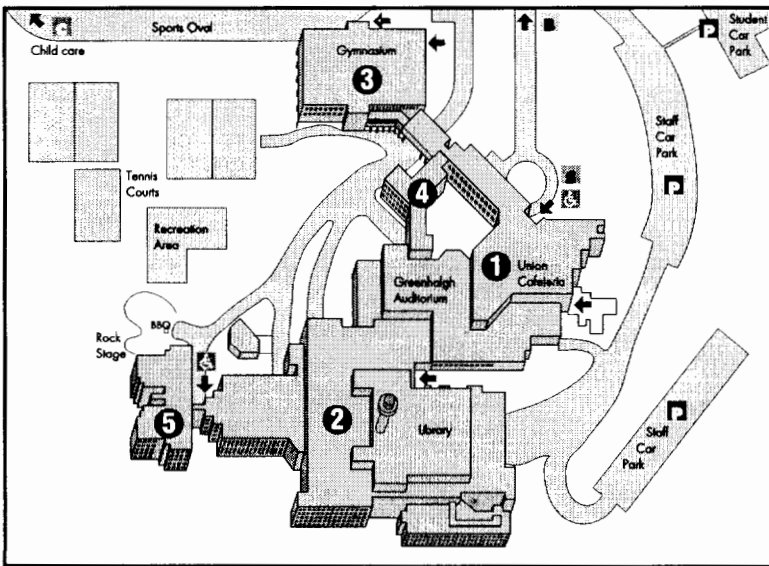 Sports Oval
Child care
Gymnasium
3
Student
Car
Park
P
Staff
Car
Park
P
Tennis
Courts
4
Recreation
Area
1
Union
Cafeteria
Greenhalgh
Auditorium
BBQ
Rock
Stage
2
5
Library
P
Staff
Car
Park